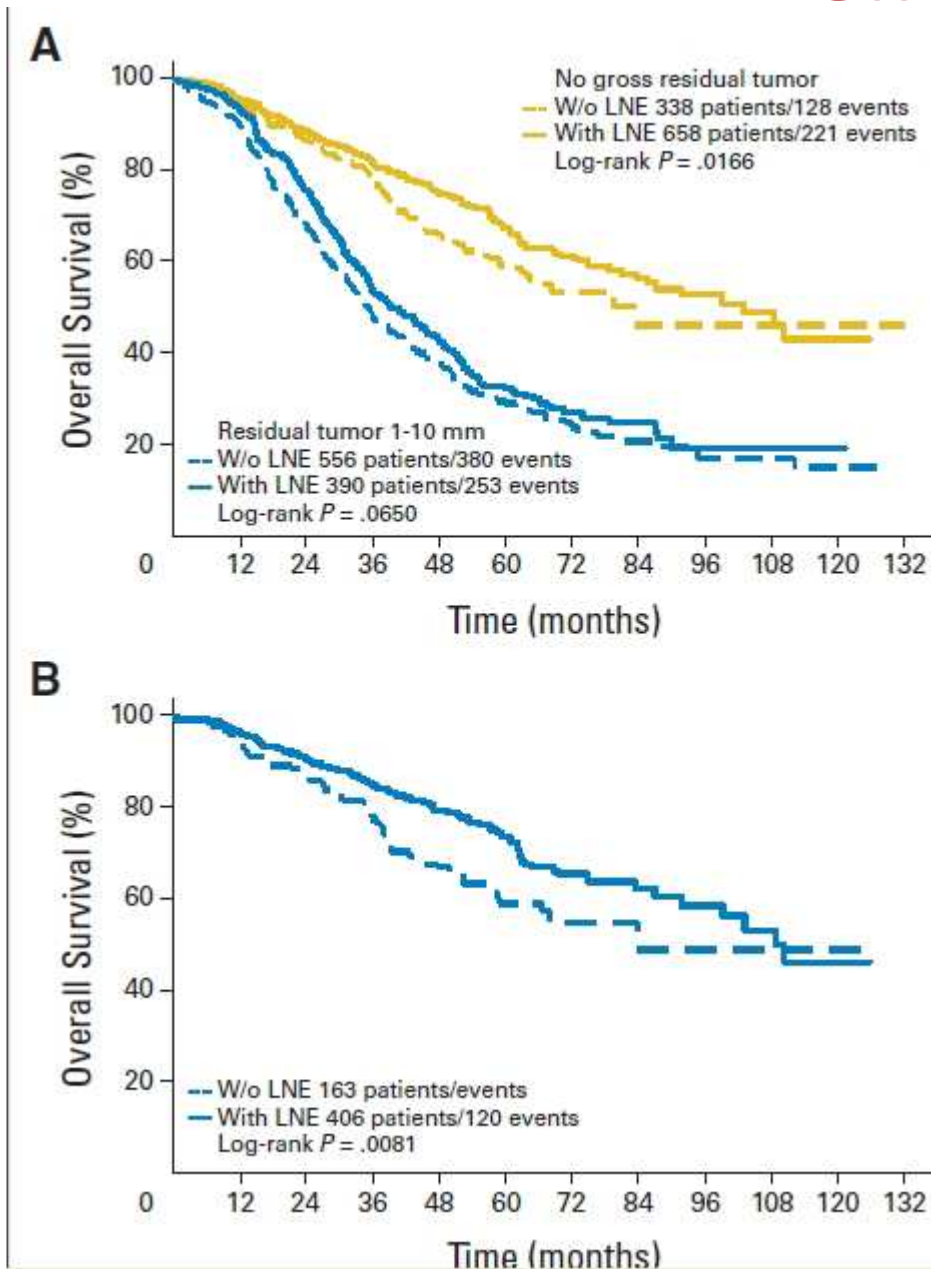 A
100
80
60
40
20
0
Overall Survival (%)
No gross residual tumor
W/o LNE 338 patients/128 events
With LNE 658 patients/221 events
Log-rank P = .0166
Residual tumor 1-10 mm
W/o LNE 556 patients/380 events
With LNE 390 patients/253 events
Log-rank P = .0650
12 24 36 48 60 72 84 96 108 120 132
Time (months)
B
100
80
60
40
20
0
Overall Survival (%)
W/o LNE 163 patients/events
With LNE 406 patients/120 events
Log-rank P = .0081
12 24 36 48 60 72 84 96 108 120 132
Time (months)